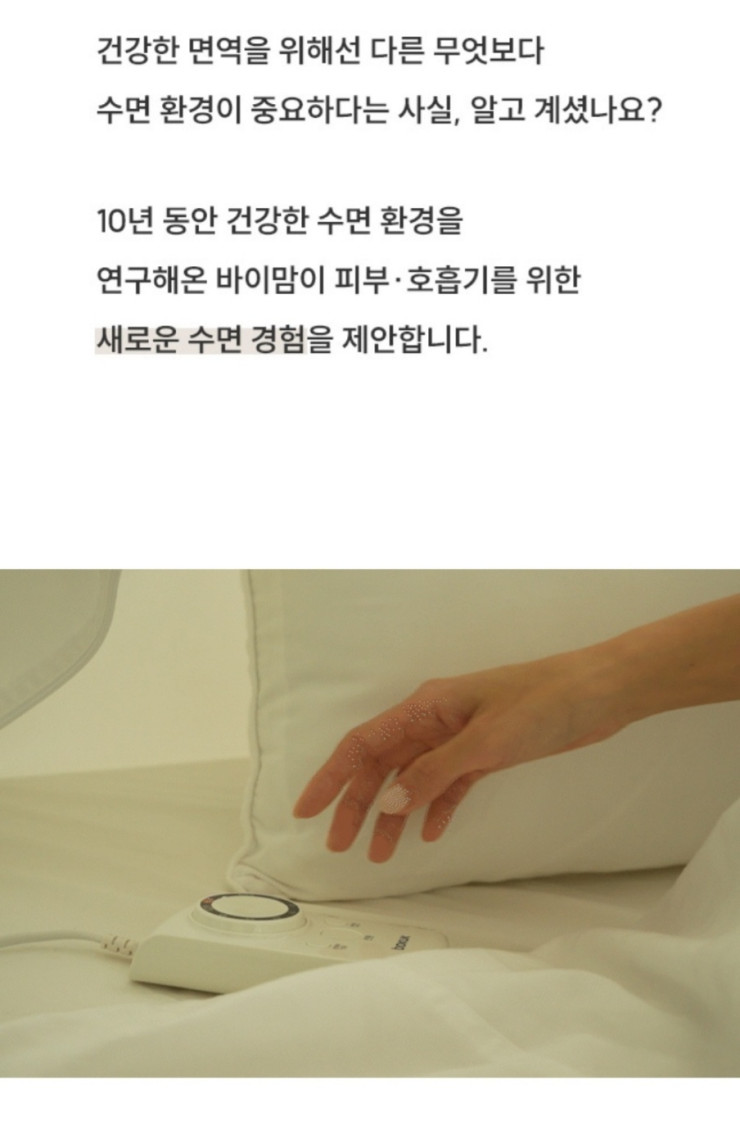 건강한 면역을 위해선 다른 무엇보다
수면 환경이 중요하다는 사실, 알고 계셨나요?
10년 동안 건강한 수면 환경을
연구해온 바이맘이 피부·호흡기를 위한
새로운 수면 경험을 제안합니다.